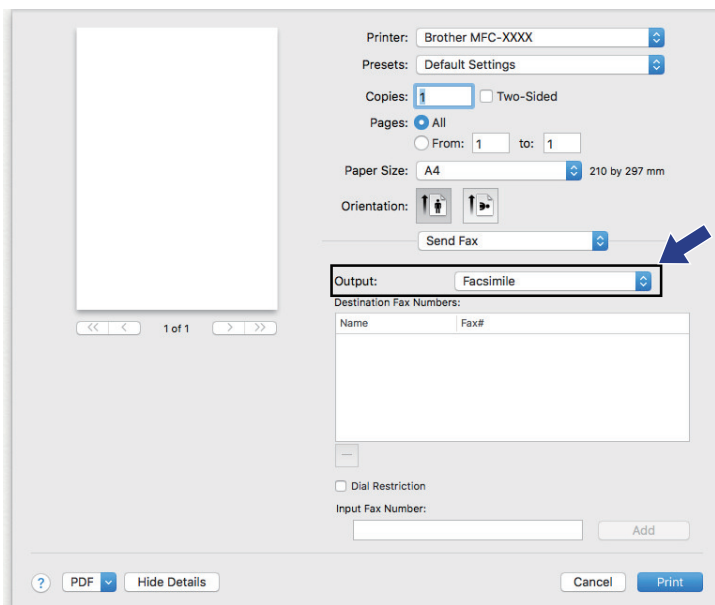 Printer: Brother MFC-XXXX
Presets: Default Settings
Copies: 1 Two-Sided
Pages: All
From: 1 to: 1
Paper Size: A4 210 by 297 mm
Orientation:
Send Fax
Output: Facsimile
Destination Fax Numbers:
Name Fax#
<< < 1 of 1 > >>
Dial Restriction
Input Fax Number:
Add
? PDF Hide Details Cancel Print